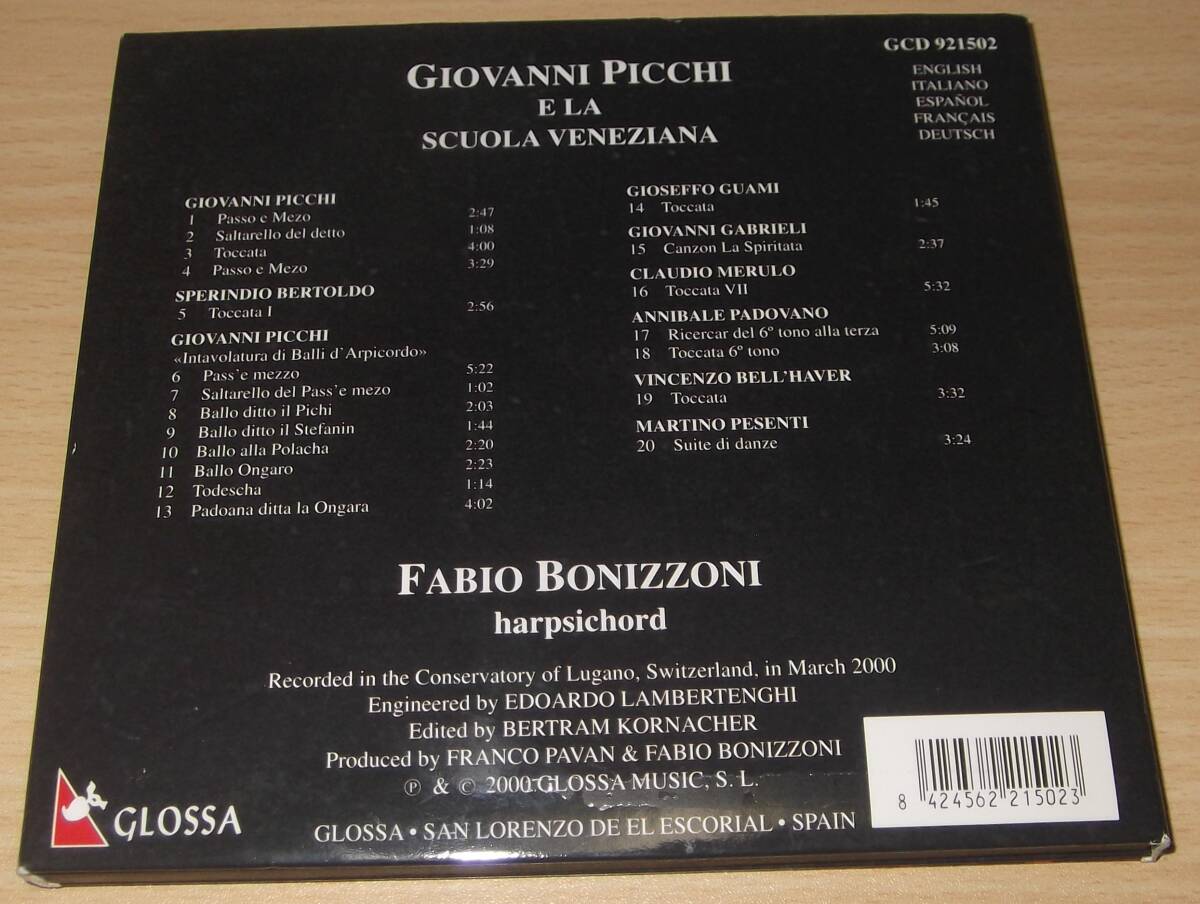 GIOVANNI PICCHI
E LA
SCUOLA VENEZIANA
GCD 921502
ENGLISH
ITALIANO
ESPAÑOL
FRANÇAIS
DEUTSCH
GIOVANNI PICCHI
1 Passo e Mezo 2:47
2 Saltarello del detto 1:08
3 Toccata 4:00
4 Passo e Mezo 3:29
SPERINDIO BERTOLDO
5 Toccata I 2:56
GIOVANNI PICCHI
«Intavolatura di Balli d'Arpicordo»
6 Pass'e mezzo 5:22
7 Saltarello del Pass'e mezo 1:02
8 Ballo ditto il Pichi 2:03
9 Ballo ditto il Stefanin 1:44
10 Ballo alla Polacha 2:20
11 Ballo Ongaro 2:23
12 Todescha 1:14
13 Padoana ditta la Ongara 4:02
GIOSEFFO GUAMI
14 Toccata 1:45
GIOVANNI GABRIELI
15 Canzon La Spiritata 2:37
CLAUDIO MERULO
16 Toccata VII 5:32
ANNIBALE PADOVANO
17 Ricercar del 6º tono alla terza 5:09
18 Toccata 6º tono 3:08
VINCENZO BELL'HAVER
19 Toccata 3:32
MARTINO PESENTI
20 Suite di danze 3:24
FABIO BONIZZONI
harpsichord
Recorded in the Conservatory of Lugano, Switzerland, in March 2000
Engineered by EDOARDO LAMBERTENGHI
Edited by BERTRAM KORNACHER
Produced by FRANCO PAVAN & FABIO BONIZZONI
℗ & © 2000 GLOSSA MUSIC, S. L.
GLOSSA • SAN LORENZO DE EL ESCORIAL • SPAIN
GLOSSA
8 424562 215023